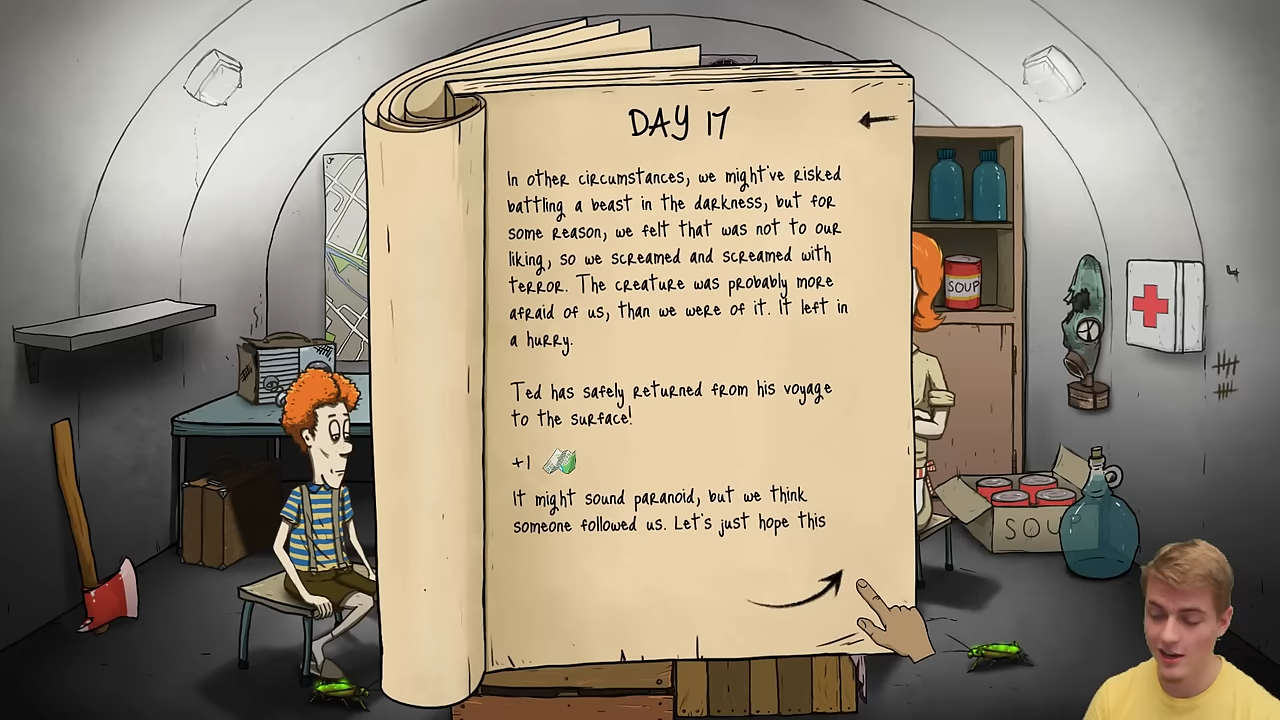 DAY 17
In other circumstances, we might've risked
battling a beast in the darkness, but for
some reason, we felt that was not to our
liking, so we screamed and screamed with
terror. The creature was probably more
afraid of us, than we were of it. It left in
a hurry.
Ted has safely returned from his voyage
to the surface!
+1
It might sound paranoid, but we think
someone followed us. Let's just hope this
SOUP
SOU